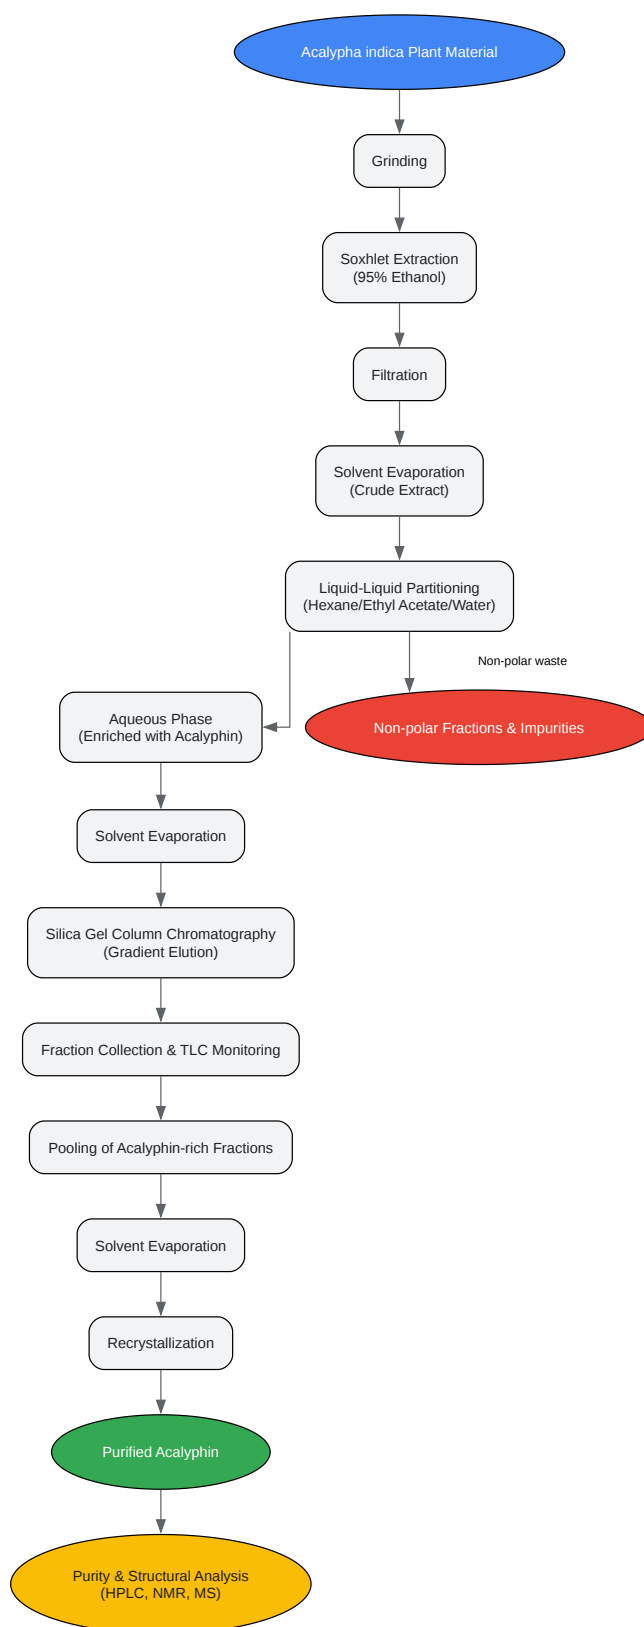 Acalypha indica Plant Material
Grinding
Soxhlet Extraction
(95% Ethanol)
Filtration
Solvent Evaporation
(Crude Extract)
Liquid-Liquid Partitioning
(Hexane/Ethyl Acetate/Water)
Non-polar waste
Aqueous Phase
(Enriched with Acalyphin)
Non-polar Fractions & Impurities
Solvent Evaporation
Silica Gel Column Chromatography
(Gradient Elution)
Fraction Collection & TLC Monitoring
Pooling of Acalyphin-rich Fractions
Solvent Evaporation
Recrystallization
Purified Acalyphin
Purity & Structural Analysis
(HPLC, NMR, MS)